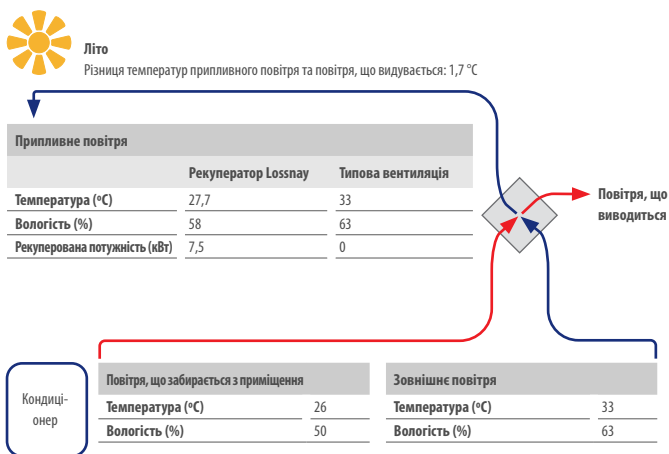 Літо
Різниця температур припливного повітря та повітря, що видувається: 1,7 °C
Припливне повітря
Рекуператор Lossnay Типова вентиляція
Температура (ºC) 27,7 33
Вологість (%) 58 63
Рекуперована потужність (кВт) 7,5 0
Повітря, що
виводиться
Кондиці-
онер
Повітря, що забирається з приміщення
Температура (ºC) 26
Вологість (%) 50
Зовнішнє повітря
Температура (ºC) 33
Вологість (%) 63